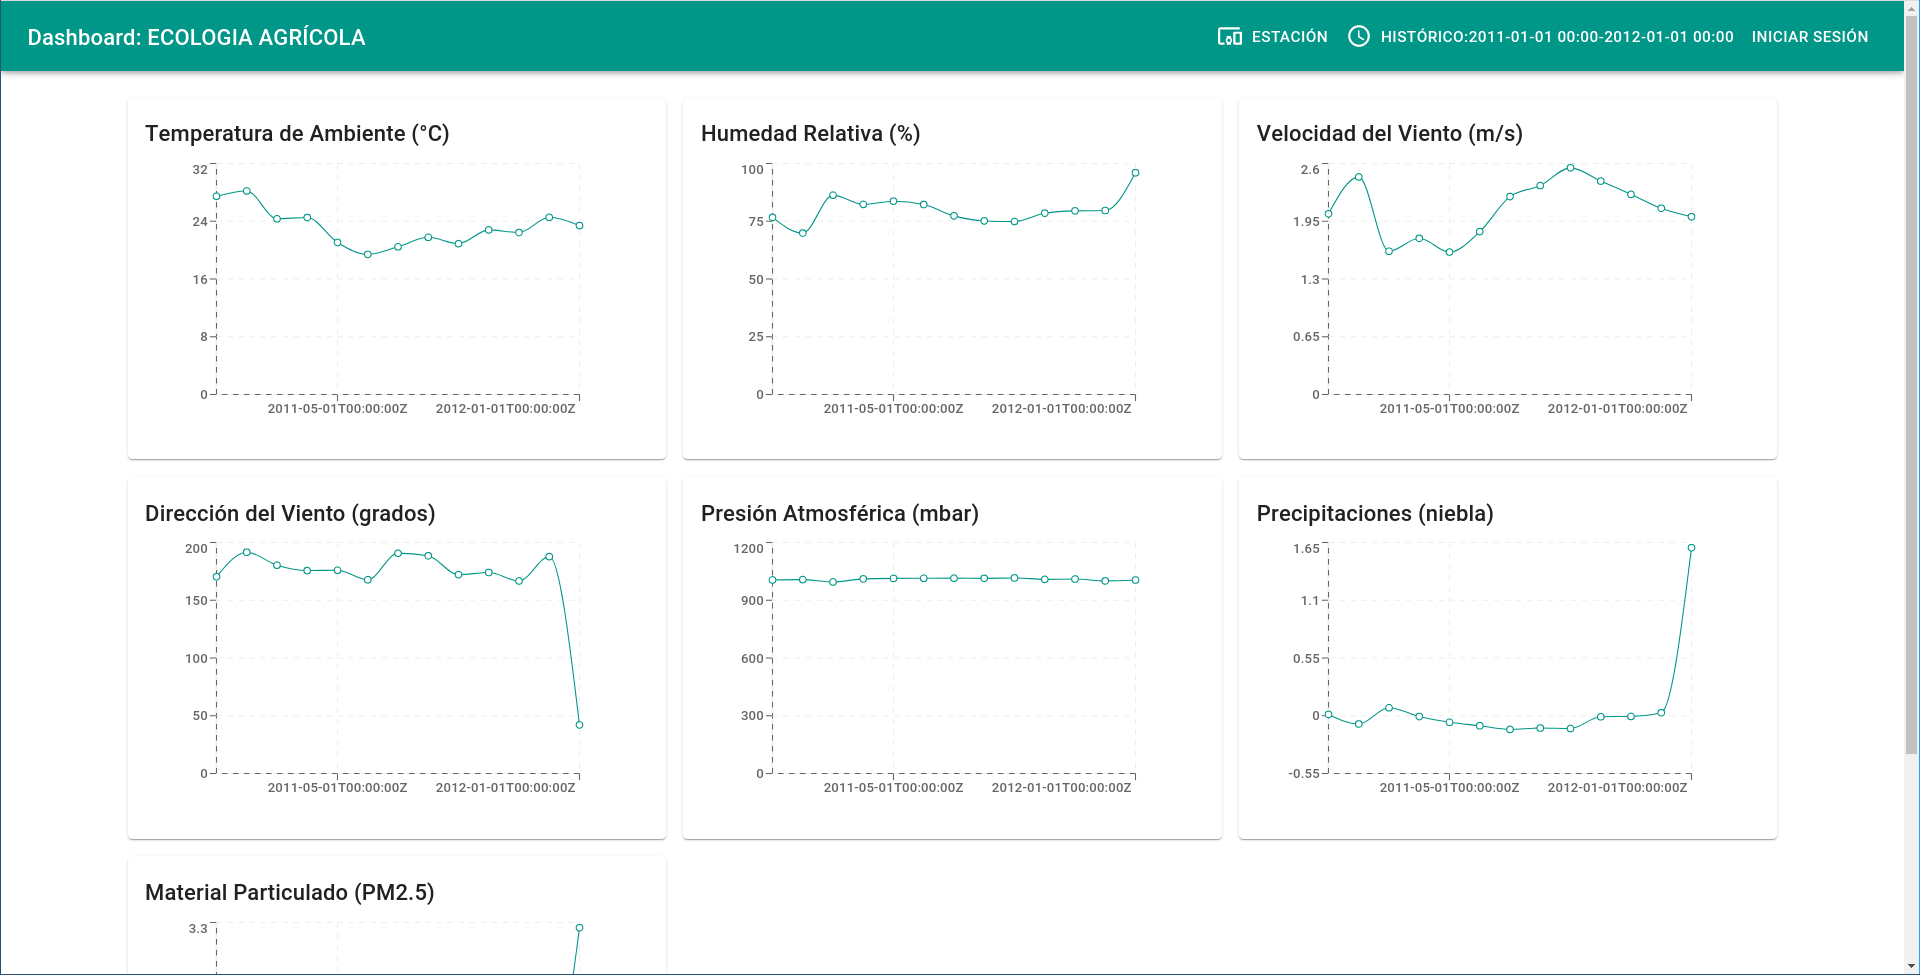 Dashboard: ECOLOGIA AGRÍCOLA
ESTACIÓN
HISTÓRICO:2011-01-01 00:00-2012-01-01 00:00
INICIAR SESIÓN
Temperatura de Ambiente (°C)
32
24
16
8
0
2011-05-01T00:00:00Z
2012-01-01T00:00:00Z
Humedad Relativa (%)
100
75
50
25
0
2011-05-01T00:00:00Z
2012-01-01T00:00:00Z
Velocidad del Viento (m/s)
2.6
1.95
1.3
0.65
0
2011-05-01T00:00:00Z
2012-01-01T00:00:00Z
Dirección del Viento (grados)
200
150
100
50
0
2011-05-01T00:00:00Z
2012-01-01T00:00:00Z
Presión Atmosférica (mbar)
1200
900
600
300
0
2011-05-01T00:00:00Z
2012-01-01T00:00:00Z
Precipitaciones (niebla)
1.65
1.1
0.55
0
-0.55
2011-05-01T00:00:00Z
2012-01-01T00:00:00Z
Material Particulado (PM2.5)
3.3